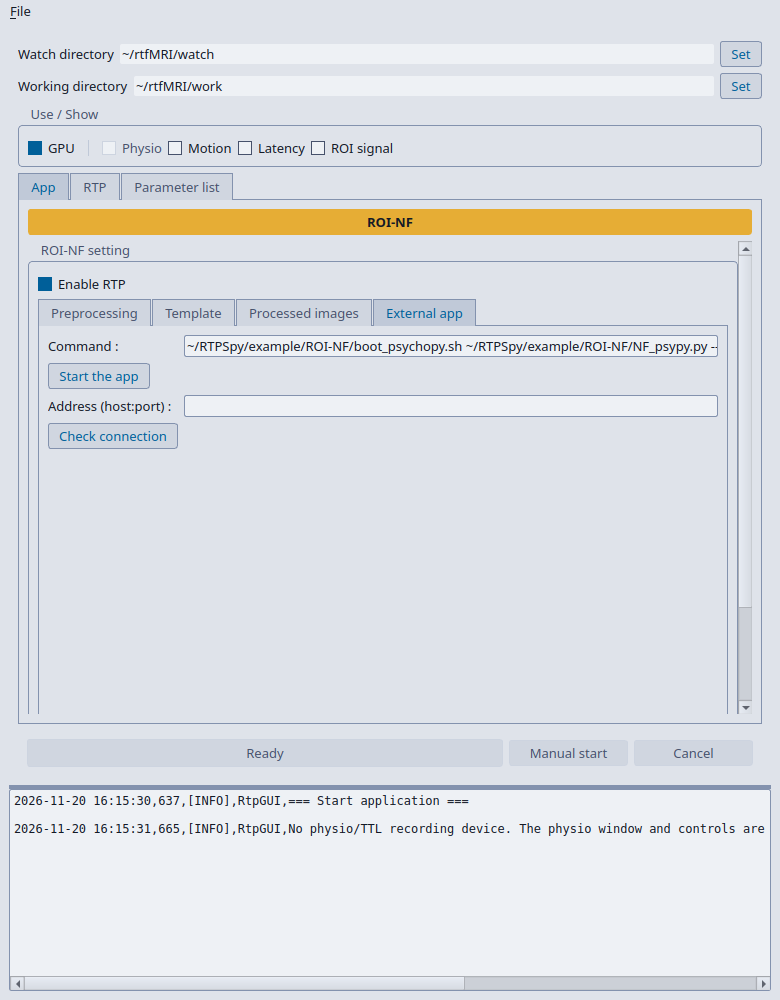 File
Watch directory ~/rtfMRI/watch Set
Working directory ~/rtfMRI/work Set
Use / Show
GPU Physio Motion Latency ROI signal
App RTP Parameter list
ROI-NF
ROI-NF setting
Enable RTP
Preprocessing Template Processed images External app
Command : ~/RTPSpy/example/ROI-NF/boot_psychopy.sh ~/RTPSpy/example/ROI-NF/NF_psypy.py --
Start the app
Address (host:port) :
Check connection
Ready Manual start Cancel
2026-11-20 16:15:30,637,[INFO],RtpGUI,=== Start application ===
2026-11-20 16:15:31,665,[INFO],RtpGUI,No physio/TTL recording device. The physio window and controls are